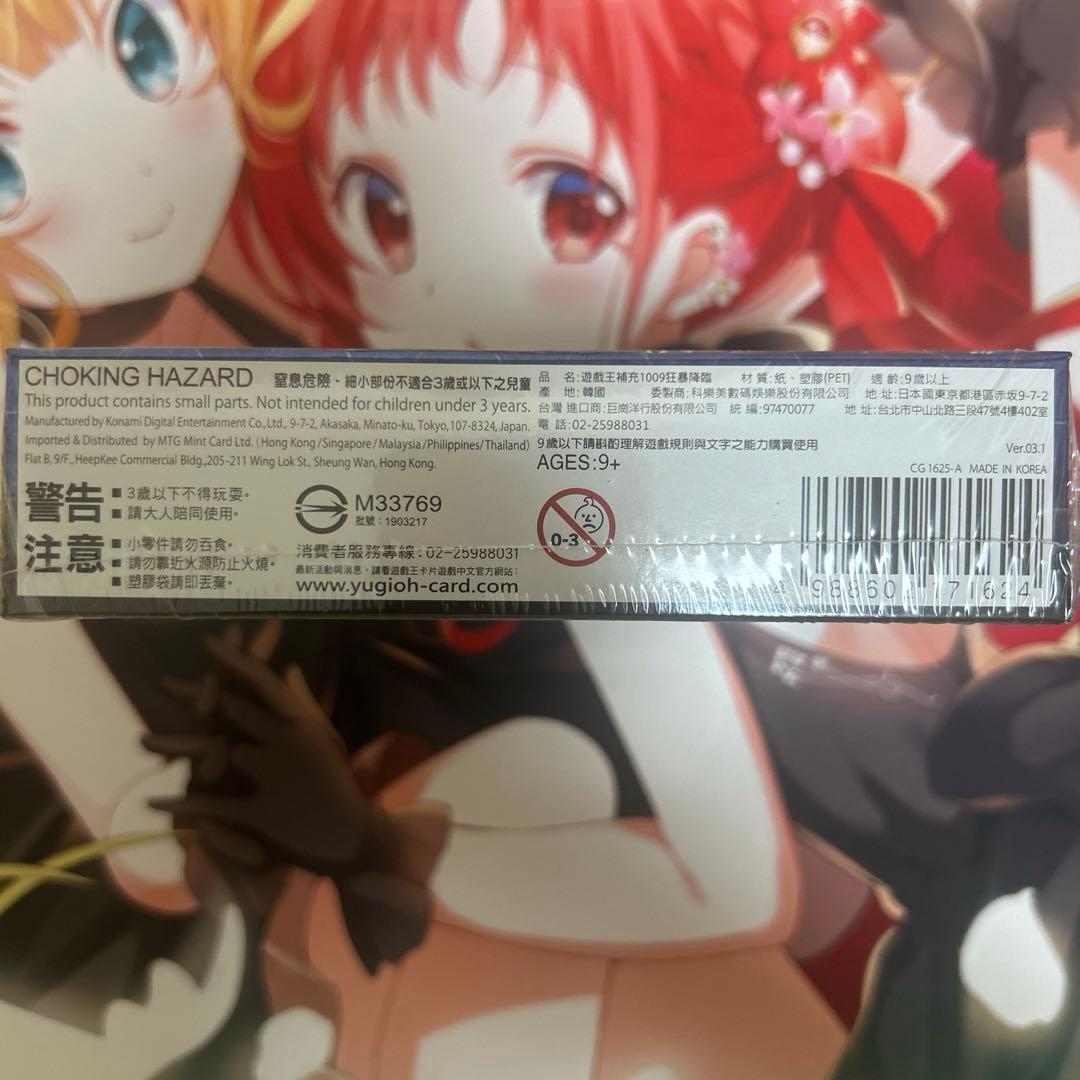 CHOKING HAZARD 窒息危險‧細小部份不適合3歲或以下之兒童
This product contains small parts. Not intended for children under 3 years.
Manufactured by Konami Digital Entertainment Co., Ltd., 9-7-2, Akasaka, Minato-ku, Tokyo, 107-8324, Japan.
Imported & Distributed by MTG Mint Card Ltd. (Hong Kong/Singapore/Malaysia/Philippines/Thailand)
Flat B, 9/F., HeepKee Commercial Bldg., 205-211 Wing Lok St., Sheung Wan, Hong Kong.
警告
■ 3歲以下不得玩耍。
■ 請大人陪同使用。
注意
■ 小零件請勿吞食。
■ 請勿靠近火源防止火燒。
■ 塑膠袋請即丟棄。
M33769
批號：1903217
消費者服務專線：02-25988031
最新活動與消息，請看遊戲王卡片遊戲中文官方網站：
www.yugioh-card.com
品 名：遊戲王補充1009狂暴降臨 材質：紙、塑膠(PET) 適齡：9歲以上
產 地：韓國 委製商：科樂美數碼娛樂股份有限公司 地 址：日本國東京都港區赤坂9-7-2
台灣 進口商：巨崗洋行股份有限公司 統編：97470077 地 址：台北市中山北路三段47號4樓402室
電 話：02-25988031
9歲以下請斟酌理解遊戲規則與文字之能力購買使用
AGES:9+
Ver.03.1
CG1625-A MADE IN KOREA
0-3
4 988602 171624